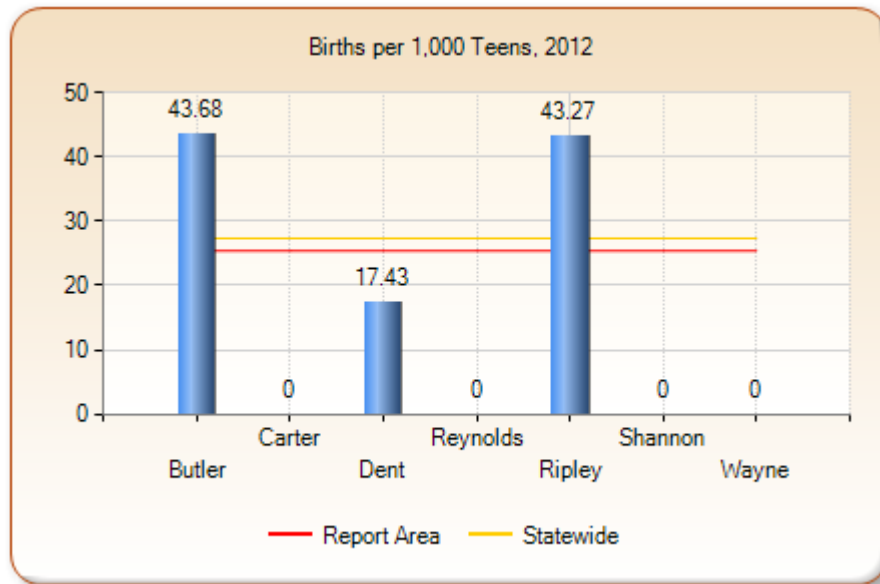 Births per 1,000 Teens, 2012
50
43.68
43.27
40
30
20
17.43
10
0
0
0
0
0
Carter
Reynolds
Shannon
Butler
Dent
Ripley
Wayne
Report Area
Statewide